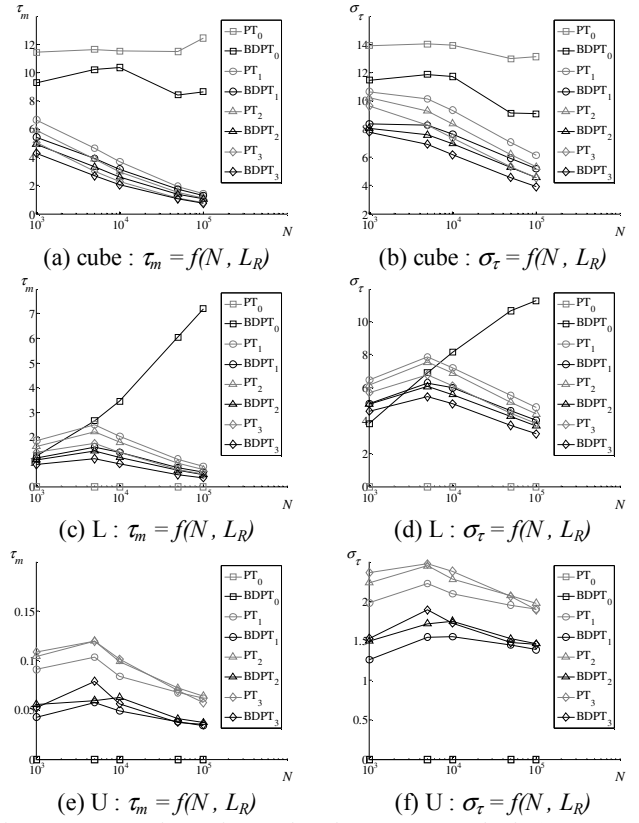 τm
14
12
10
8
6
4
2
0
10³
10⁴
10⁵
N
PT₀
BDPT₀
PT₁
BDPT₁
PT₂
BDPT₂
PT₃
BDPT₃
(a) cube : τm = f(N , LR)
στ
16
14
12
10
8
6
4
2
10³
10⁴
10⁵
N
PT₀
BDPT₀
PT₁
BDPT₁
PT₂
BDPT₂
PT₃
BDPT₃
(b) cube : στ = f(N , LR)
τm
7
6
5
4
3
2
1
0
10³
10⁴
10⁵
N
PT₀
BDPT₀
PT₁
BDPT₁
PT₂
BDPT₂
PT₃
BDPT₃
(c) L : τm = f(N , LR)
στ
10
8
6
4
2
0
10³
10⁴
10⁵
N
PT₀
BDPT₀
PT₁
BDPT₁
PT₂
BDPT₂
PT₃
BDPT₃
(d) L : στ = f(N , LR)
τm
0.15
0.1
0.05
0
10³
10⁴
10⁵
N
PT₀
BDPT₀
PT₁
BDPT₁
PT₂
BDPT₂
PT₃
BDPT₃
(e) U : τm = f(N , LR)
στ
2
1.5
1
0.5
0
10³
10⁴
10⁵
N
PT₀
BDPT₀
PT₁
BDPT₁
PT₂
BDPT₂
PT₃
BDPT₃
(f) U : στ = f(N , LR)